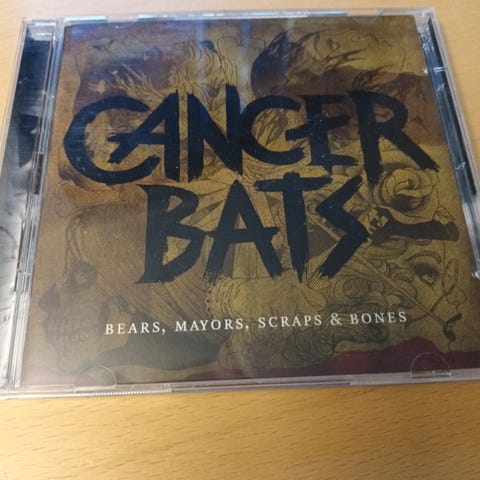 CANCER
BATS
BEARS, MAYORS, SCRAPS & BONES